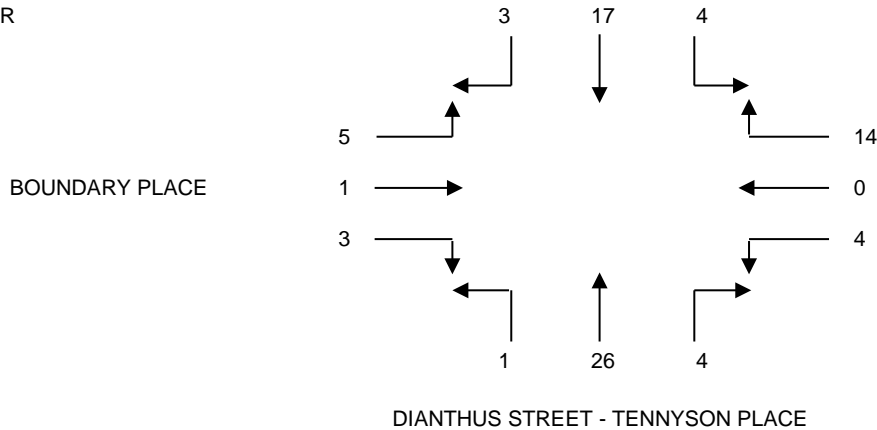 R
3 17 4
5 14
BOUNDARY PLACE 1 0
3 4
1 26 4
DIANTHUS STREET - TENNYSON PLACE